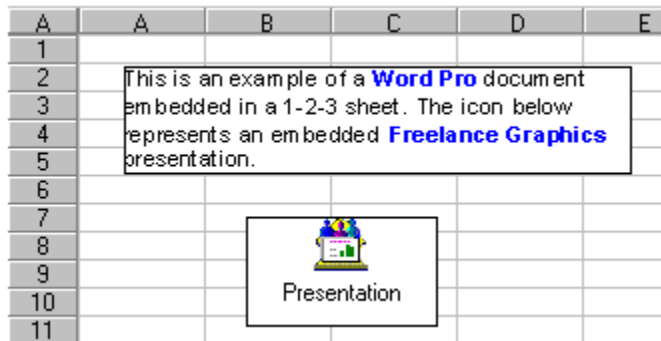 A A B C D E
1
2
3
4
5
6
7
8
9
10
11
This is an example of a Word Pro document
embedded in a 1-2-3 sheet. The icon below
represents an embedded Freelance Graphics
presentation.
Presentation